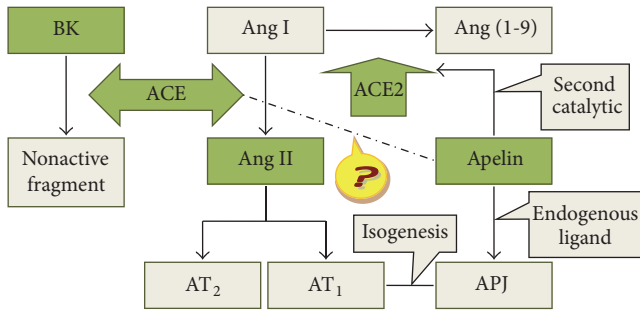 BK
Ang I
Ang (1-9)
ACE
ACE2
Second
catalytic
Nonactive
fragment
Ang II
?
Apelin
Isogenesis
Endogenous
ligand
AT2
AT1
APJ